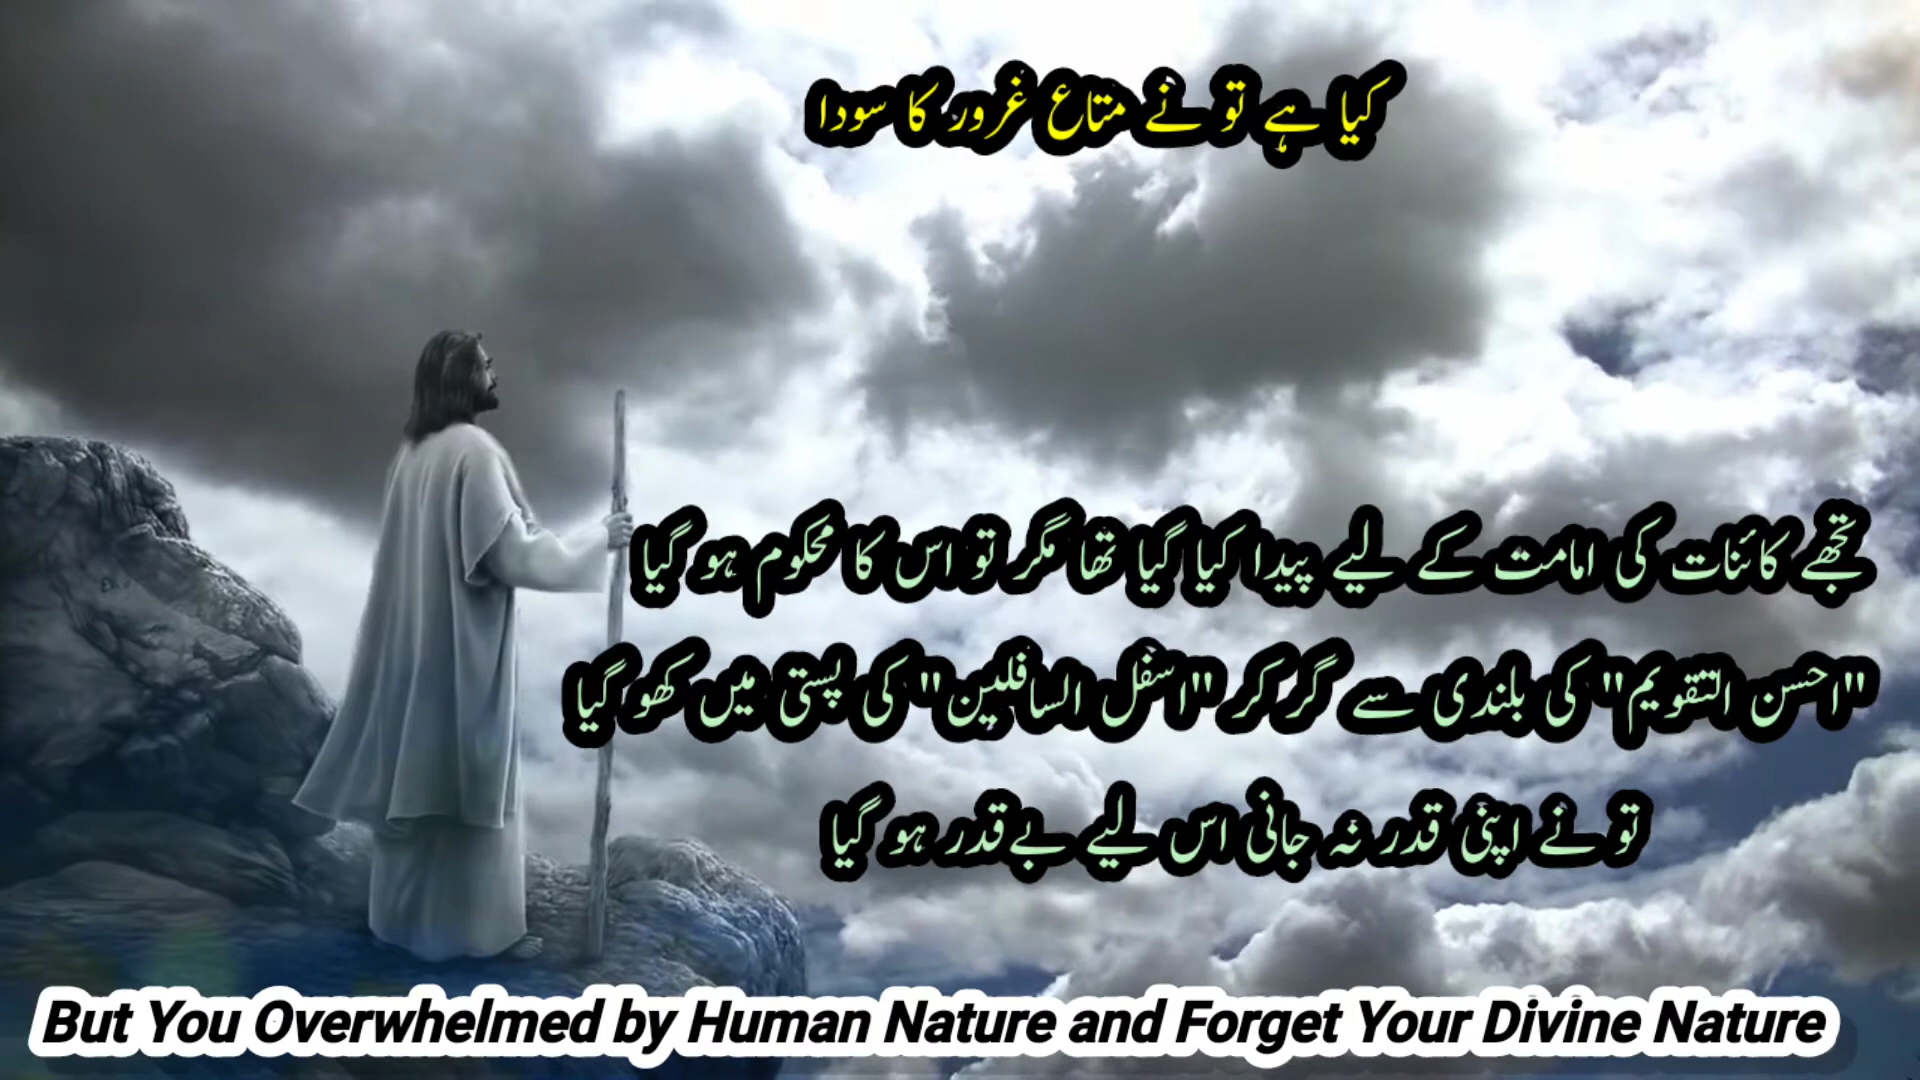 کیا ہے تو نے متاع غرور کا سودا
تجھے کائنات کی امامت کے لیے پیدا کیا گیا تھا مگر تو اس کا محکوم ہو گیا
"احسن التقویم" کی بلندی سے گر کر "اسفل السافلین" کی پستی میں کھو گیا
تو نے اپنی قدر نہ جانی اس لیے بے قدر ہو گیا
But You Overwhelmed by Human Nature and Forget Your Divine Nature